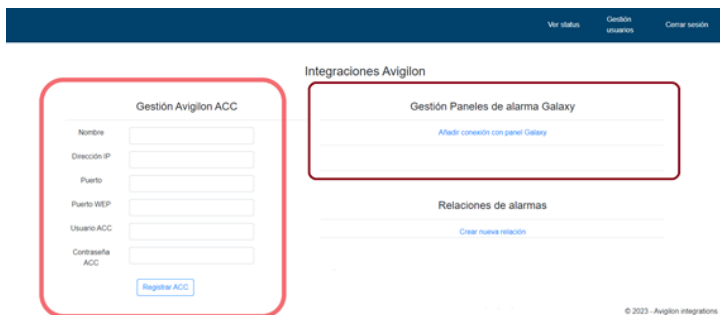 Ver status
Gestión
usuarios
Cerrar sesión
Integraciones Avigilon
Gestión Avigilon ACC
Nombre
Dirección IP
Puerto
Puerto WEP
Usuario ACC
Contraseña
ACC
Registrar ACC
Gestión Paneles de alarma Galaxy
Añadir conexión con panel Galaxy
Relaciones de alarmas
Crear nueva relación
© 2023 - Avigilon integrations